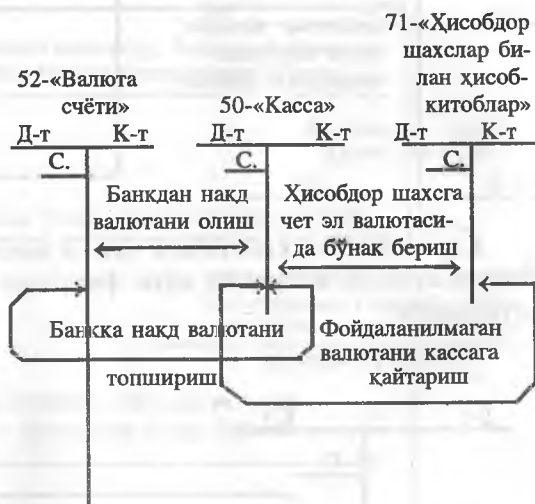 71-«Ҳисобдор
шахслар би-
лан ҳисоб-
китоблар»
52-«Валюта
счёти»
50-«Касса»
Д-т К-т
Д-т К-т
Д-т К-т
С.
С.
С.
Банкдан нақд
валютани олиш
Ҳисобдор шахсга
чет эл валютаси-
да бўнак бериш
Банкка нақд валютани
топшириш
Фойдаланилмаган
валютани кассага
қайтариш